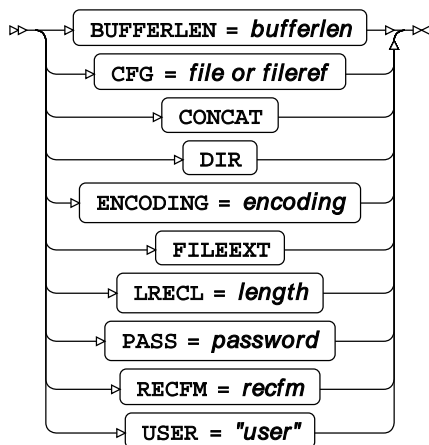 BUFFERLEN = bufferlen
CFG = file or fileref
CONCAT
DIR
ENCODING = encoding
FILEEXT
LRECL = length
PASS = password
RECFM = recfm
USER = "user"